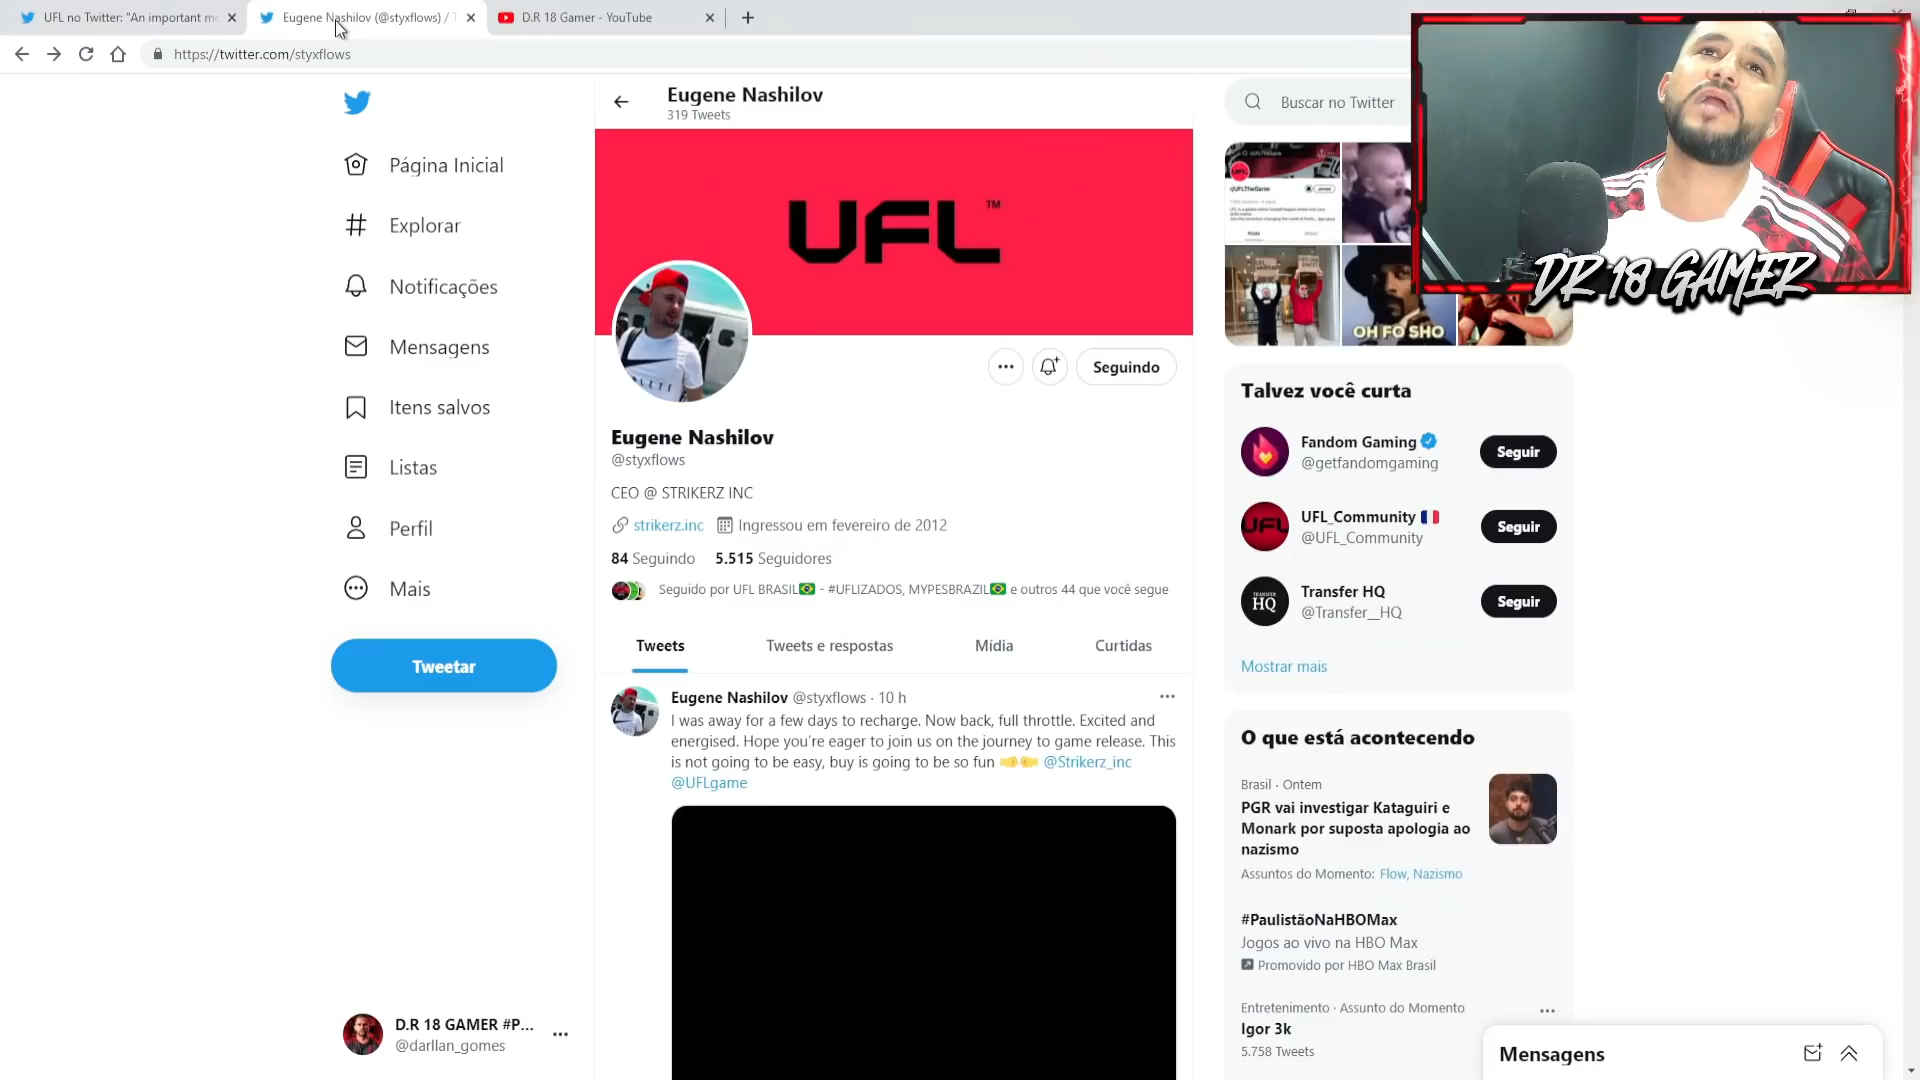 UFL no Twitter: "An important me
Eugene Nashilov (@styxflows) / T
D.R 18 Gamer - YouTube
https://twitter.com/styxflows
Página Inicial
Explorar
Notificações
Mensagens
Itens salvos
Listas
Perfil
Mais
Tweetar
D.R 18 GAMER #P...
@darllan_gomes
Eugene Nashilov
319 Tweets
UFL™
Seguindo
Eugene Nashilov
@styxflows
CEO @ STRIKERZ INC
strikerz.inc Ingressou em fevereiro de 2012
84 Seguindo 5.515 Seguidores
Seguido por UFL BRASIL🇧🇷 - #UFLIZADOS, MYPESBRAZIL🇧🇷 e outros 44 que você segue
Tweets Tweets e respostas Mídia Curtidas
Eugene Nashilov @styxflows · 10 h
I was away for a few days to recharge. Now back, full throttle. Excited and
energised. Hope you're eager to join us on the journey to game release. This
is not going to be easy, buy is going to be so fun 🤜🤛 @Strikerz_inc
@UFLgame
Buscar no Twitter
DR 18 GAMER
OH FO SHO
Talvez você curta
Fandom Gaming
@getfandomgaming
Seguir
UFL
UFL_Community 🇫🇷
@UFL_Community
Seguir
TRANSFER
HQ
Transfer HQ
@Transfer__HQ
Seguir
Mostrar mais
O que está acontecendo
Brasil · Ontem
PGR vai investigar Kataguiri e
Monark por suposta apologia ao
nazismo
Assuntos do Momento: Flow, Nazismo
#PaulistãoNaHBOMax
Jogos ao vivo na HBO Max
Promovido por HBO Max Brasil
Entretenimento · Assunto do Momento
Igor 3k
5.758 Tweets
Mensagens